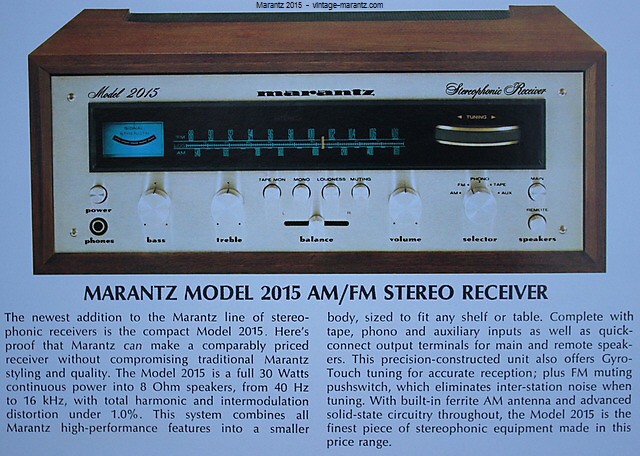 Marantz 2015 - vintage-marantz.com
Model 2015
marantz
Stereophonic Receiver
TUNING
FM
AM
TAPE MON
MONO
LOUDNESS
MUTING
PHONO
FM
TAPE
AM
AUX
MAIN
REMOTE
power
phones
bass
treble
balance
volume
selector
speakers
MARANTZ MODEL 2015 AM/FM STEREO RECEIVER
The newest addition to the Marantz line of stereo-
phonic receivers is the compact Model 2015. Here's
proof that Marantz can make a comparably priced
receiver without compromising traditional Marantz
styling and quality. The Model 2015 is a full 30 Watts
continuous power into 8 Ohm speakers, from 40 Hz
to 16 kHz, with total harmonic and intermodulation
distortion under 1.0%. This system combines all
Marantz high-performance features into a smaller
body, sized to fit any shelf or table. Complete with
tape, phono and auxiliary inputs as well as quick-
connect output terminals for main and remote speak-
ers. This precision-constructed unit also offers Gyro-
Touch tuning for accurate reception; plus FM muting
pushswitch, which eliminates inter-station noise when
tuning. With built-in ferrite AM antenna and advanced
solid-state circuitry throughout, the Model 2015 is the
finest piece of stereophonic equipment made in this
price range.